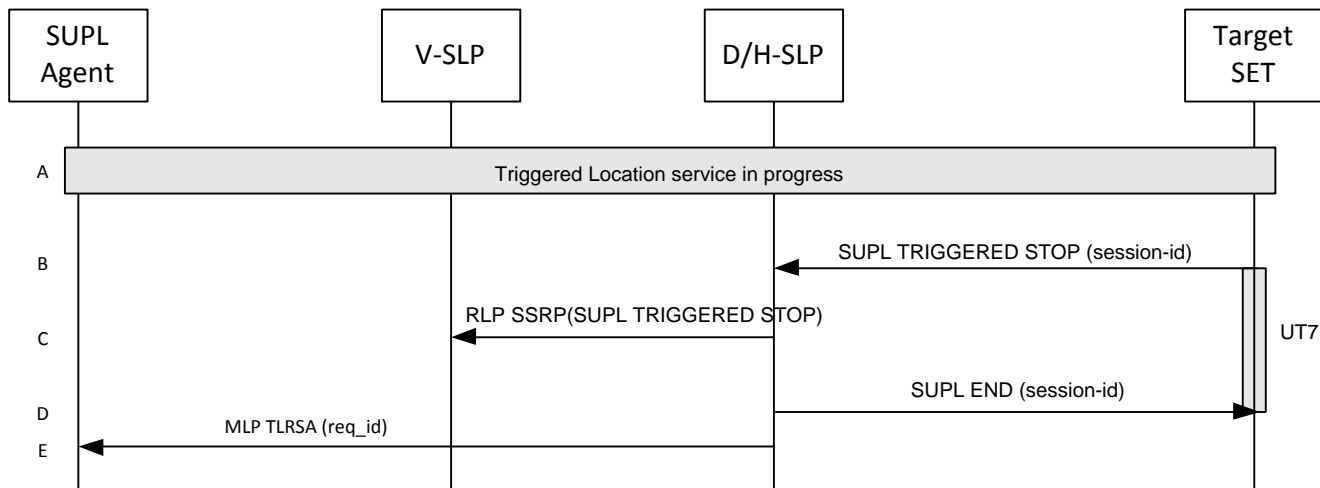 SUPL
Agent
V-SLP
D/H-SLP
Target
SET
A
Triggered Location service in progress
B
SUPL TRIGGERED STOP (session-id)
C
RLP SSRP(SUPL TRIGGERED STOP)
UT7
D
SUPL END (session-id)
E
MLP TLRSA (req_id)